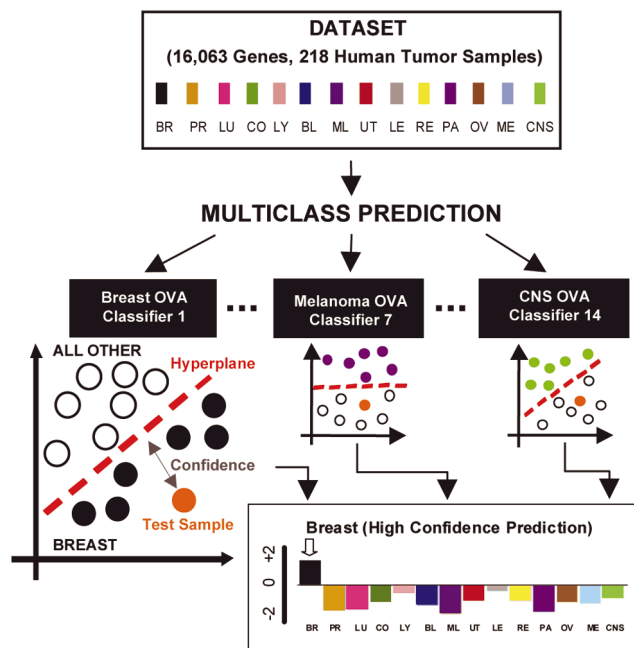 DATASET
(16,063 Genes, 218 Human Tumor Samples)
BR PR LU CO LY BL ML UT LE RE PA OV ME CNS
MULTICLASS PREDICTION
Breast OVA
Classifier 1
...
Melanoma OVA
Classifier 7
...
CNS OVA
Classifier 14
ALL OTHER
Hyperplane
Confidence
Test Sample
BREAST
Breast (High Confidence Prediction)
+2
0
-2
BR PR LU CO LY BL ML UT LE RE PA OV ME CNS